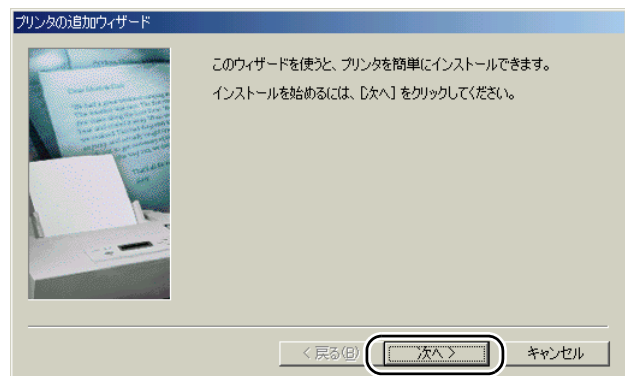 プリンタの追加ウィザード
このウィザードを使うと、プリンタを簡単にインストールできます。
インストールを始めるには、[次へ] をクリックしてください。
< 戻る(B)
次へ >
キャンセル